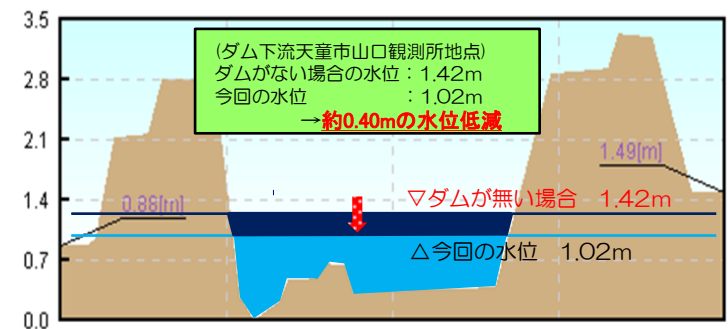 3.5
(ダム下流天童市山口観測所地点)
ダムがない場合の水位：1.42m
今回の水位　　　　　：1.02m
→約0.40mの水位低減
2.8
2.1
1.49[m]
1.4
0.88[m]
▽ダムが無い場合　1.42m
△今回の水位　1.02m
0.7
0.0